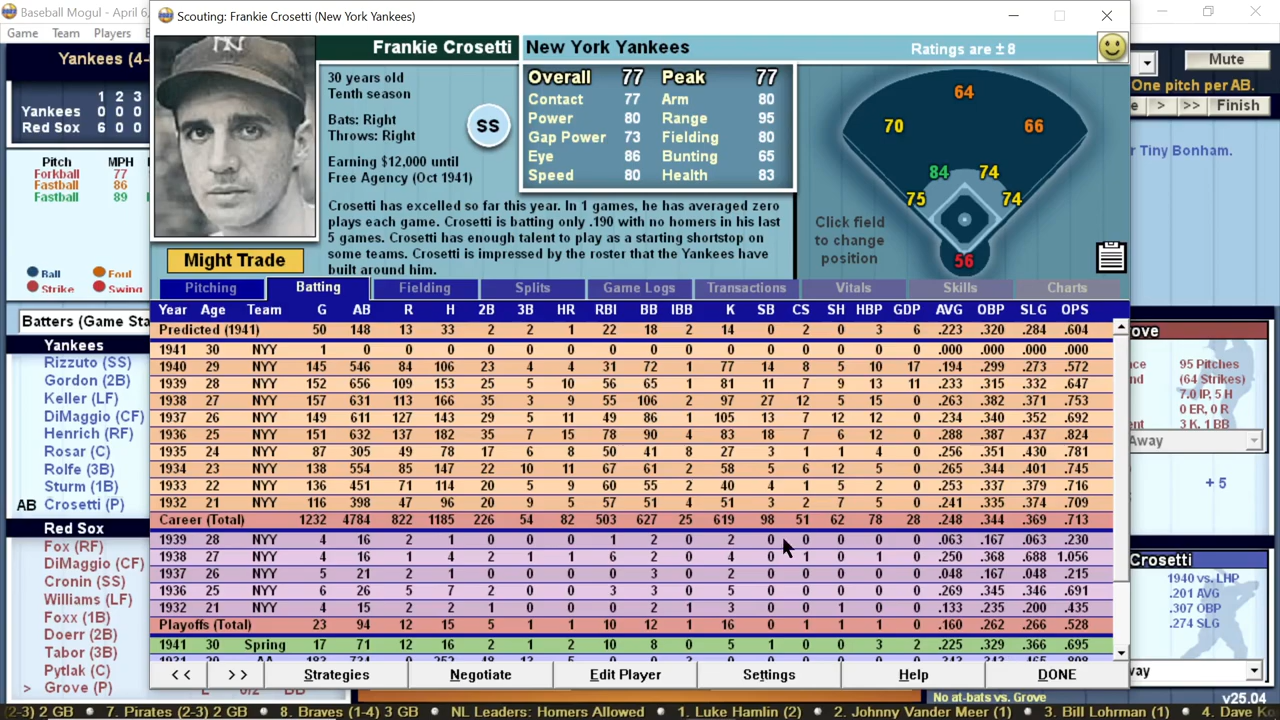 Baseball Mogul - April 6,
Scouting: Frankie Crosetti (New York Yankees)
Game Team Players
Mute
One pitch per AB.
> >> Finish
Yankees (4-
1 2 3
Yankees 0 0 0
Red Sox 6 0 0
Pitch MPH
Forkball 77
Fastball 86
Fastball 89
Ball Foul
Strike Swing
Batters (Game Sta
Yankees
Rizzuto (SS)
Gordon (2B)
Keller (LF)
DiMaggio (CF)
Henrich (RF)
Rosar (C)
Rolfe (3B)
Sturm (1B)
AB Crosetti (P)
Red Sox
Fox (RF)
DiMaggio (CF)
Cronin (SS)
Williams (LF)
Foxx (1B)
Doerr (2B)
Tabor (3B)
Pytlak (C)
> Grove (P)
Frankie Crosetti
New York Yankees
Ratings are ± 8
30 years old
Tenth season
Bats: Right
Throws: Right
Earning $12,000 until
Free Agency (Oct 1941)
SS
Overall 77 Peak 77
Contact 77 Arm 80
Power 80 Range 95
Gap Power 73 Fielding 80
Eye 86 Bunting 65
Speed 80 Health 83
Crosetti has excelled so far this year. In 1 games, he has averaged zero
plays each game. Crosetti is batting only .190 with no homers in his last
5 games. Crosetti has enough talent to play as a starting shortstop on
some teams. Crosetti is impressed by the roster that the Yankees have
built around him.
Might Trade
64
70 66
84 74
75 74
56
Click field
to change
position
Pitching Batting Fielding Splits Game Logs Transactions Vitals Skills Charts
Year Age Team G AB R H 2B 3B HR RBI BB IBB K SB CS SH HBP GDP AVG OBP SLG OPS
Predicted (1941) 50 148 13 33 2 2 1 22 18 2 14 0 2 0 3 6 .223 .320 .284 .604
1941 30 NYY 1 0 0 0 0 0 0 0 0 0 0 0 0 0 0 0 .000 .000 .000 .000
1940 29 NYY 145 546 84 106 23 4 4 31 72 1 77 14 8 5 10 17 .194 .299 .273 .572
1939 28 NYY 152 656 109 153 25 5 10 56 65 1 81 11 7 9 13 11 .233 .315 .332 .647
1938 27 NYY 157 631 113 166 35 3 9 55 106 2 97 27 12 5 15 0 .263 .382 .371 .753
1937 26 NYY 149 611 127 143 29 5 11 49 86 1 105 13 7 12 12 0 .234 .340 .352 .692
1936 25 NYY 151 632 137 182 35 7 15 78 90 4 83 18 7 6 12 0 .288 .387 .437 .824
1935 24 NYY 87 305 49 78 17 6 8 50 41 8 27 3 1 1 4 0 .256 .351 .430 .781
1934 23 NYY 138 554 85 147 22 10 11 67 61 2 58 5 6 12 5 0 .265 .344 .401 .745
1933 22 NYY 136 451 71 114 20 5 9 60 55 2 40 4 1 5 2 0 .253 .337 .379 .716
1932 21 NYY 116 398 47 96 20 9 5 57 51 4 51 3 2 7 5 0 .241 .335 .374 .709
Career (Total) 1232 4784 822 1185 226 54 82 503 627 25 619 98 51 62 78 28 .248 .344 .369 .713
1939 28 NYY 4 16 2 1 0 0 0 1 2 0 2 0 0 0 0 0 .063 .167 .063 .230
1938 27 NYY 4 16 1 4 2 1 1 6 2 0 4 0 1 0 1 0 .250 .368 .688 1.056
1937 26 NYY 5 21 2 1 0 0 0 0 3 0 2 0 0 0 0 0 .048 .167 .048 .215
1936 25 NYY 6 26 5 7 2 0 0 3 3 0 5 0 0 0 0 0 .269 .345 .346 .691
1932 21 NYY 4 15 2 2 1 0 0 0 2 1 3 0 0 1 0 0 .133 .235 .200 .435
Playoffs (Total) 23 94 12 15 5 1 1 10 12 1 16 0 1 1 1 0 .160 .262 .266 .528
1941 30 Spring 17 71 12 16 2 1 2 10 8 0 5 1 0 0 3 2 .225 .329 .366 .695
<< >> Strategies Negotiate Edit Player Settings Help DONE
95 Pitches
(64 Strikes)
7.0 IP, 5 H
0 ER, 0 R
3 K, 1 BB
Away
+ 5
Crosetti
1940 vs. LHP
.201 AVG
.307 OBP
.274 SLG
No at-bats vs. Grove
v25.04
(2-3) 2 GB 7. Pirates (2-3) 2 GB 8. Braves (1-4) 3 GB NL Leaders: Homers Allowed 1. Luke Hamlin (2) 2. Johnny Vander Meer (1) 3. Bill Lohrman (1) 4. Dave